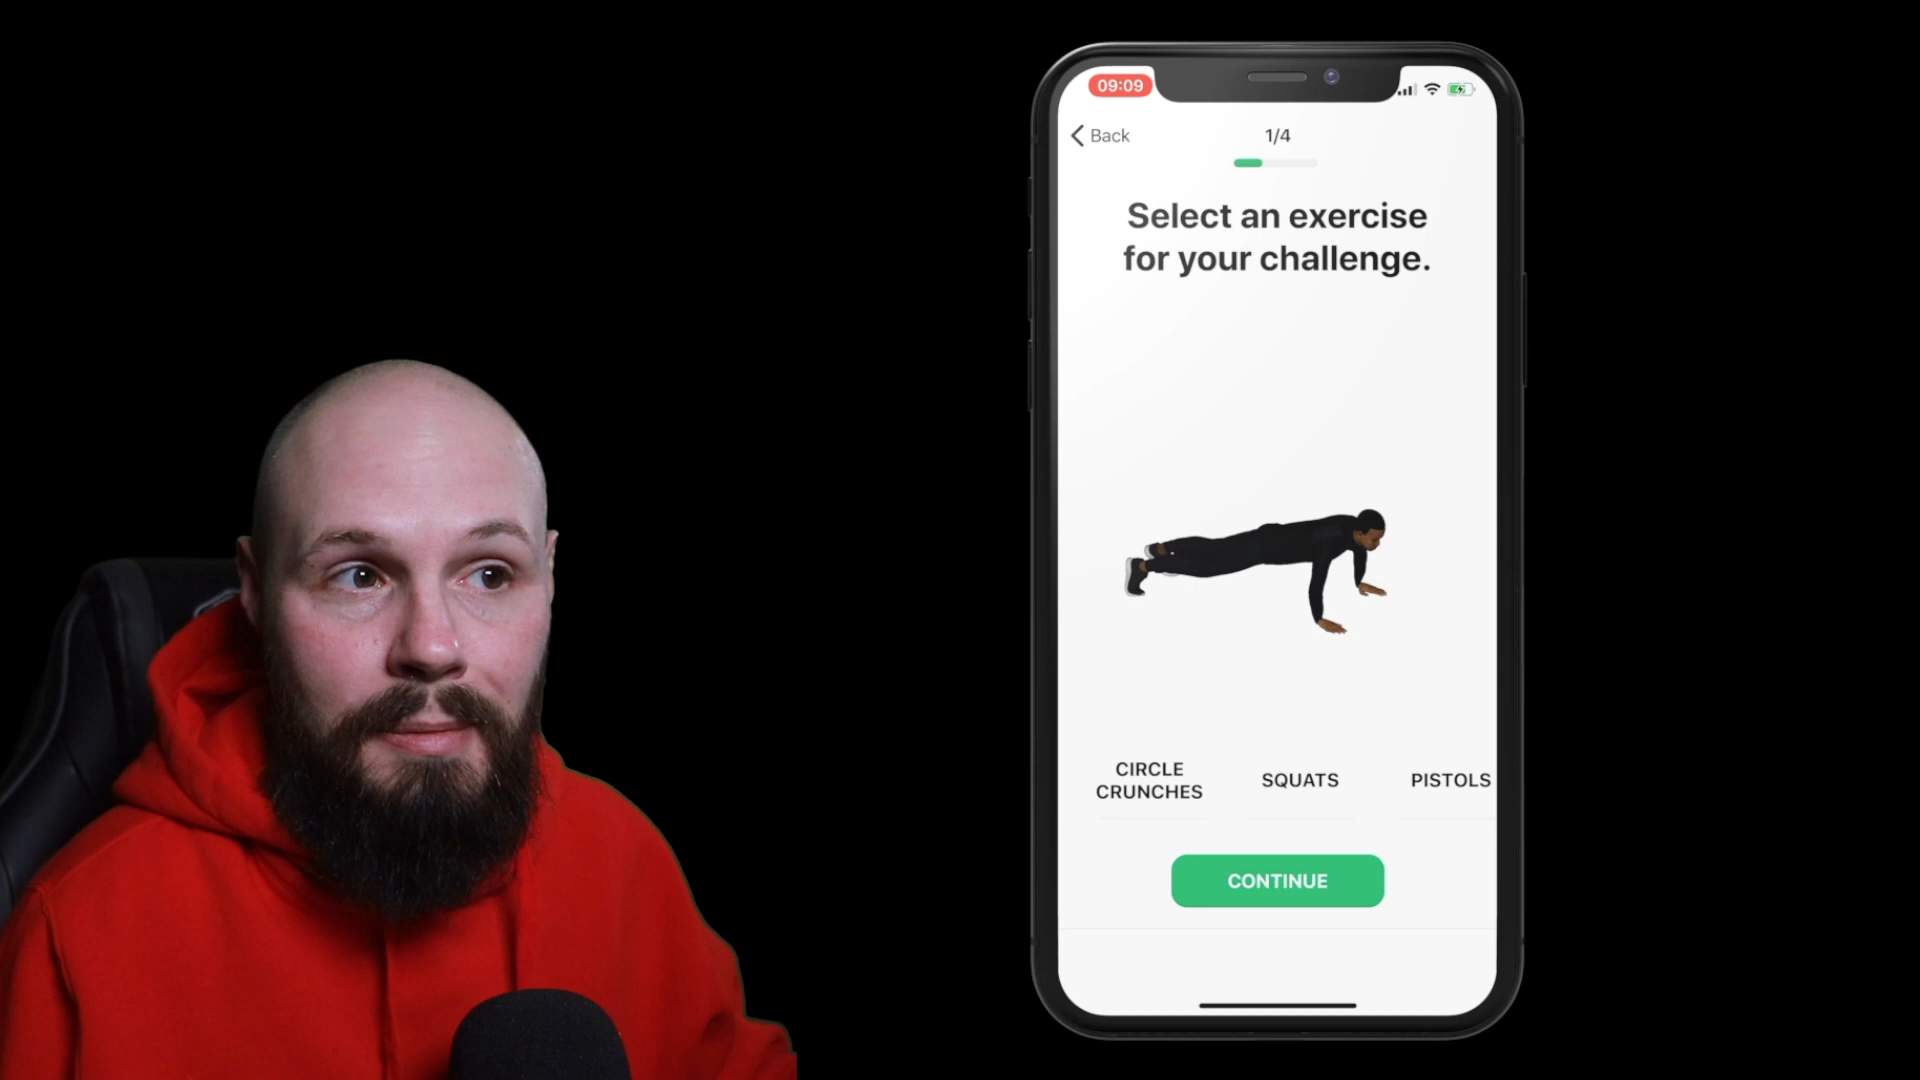 09:09
Back
1/4
Select an exercise
for your challenge.
CIRCLE
CRUNCHES
SQUATS
PISTOLS
CONTINUE